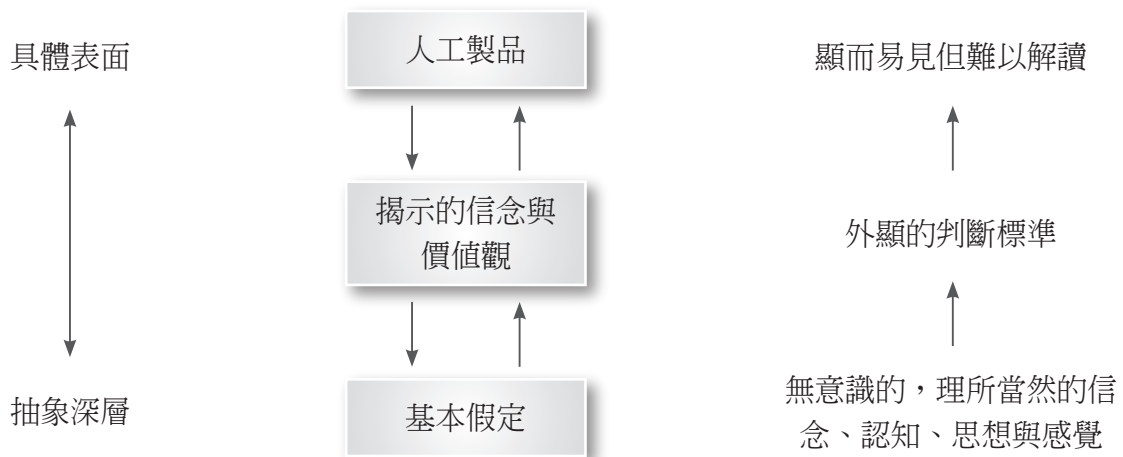 具體表面
人工製品
顯而易見但難以解讀
揭示的信念與
價值觀
外顯的判斷標準
抽象深層
基本假定
無意識的，理所當然的信
念、認知、思想與感覺